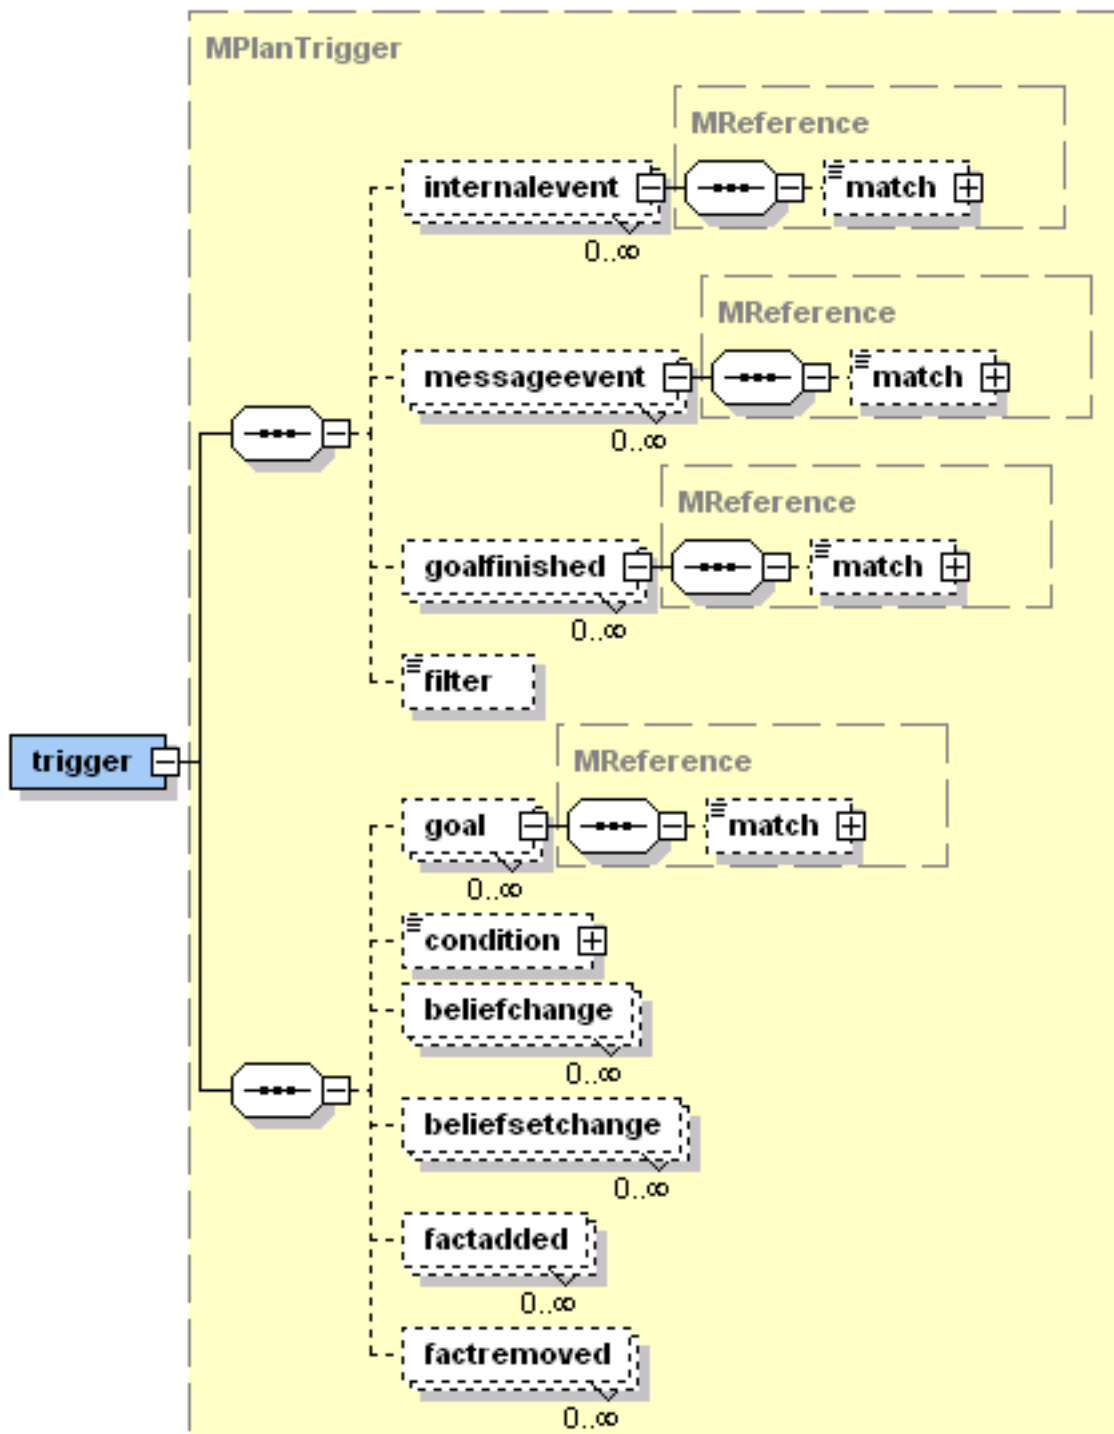 MPlanTrigger
MReference
internalevent
match
0..∞
MReference
messageevent
match
0..∞
MReference
goalfinished
match
0..∞
filter
trigger
MReference
goal
match
0..∞
condition
beliefchange
0..∞
beliefsetchange
0..∞
factadded
0..∞
factremoved
0..∞